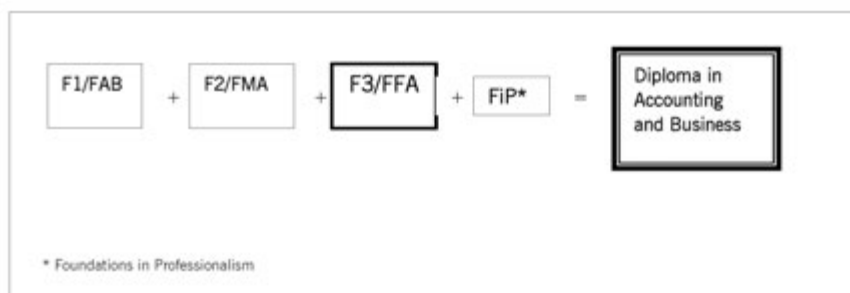 F1/FAB + F2/FMA + F3/FFA + FiP* = Diploma in
Accounting
and Business
* Foundations in Professionalism